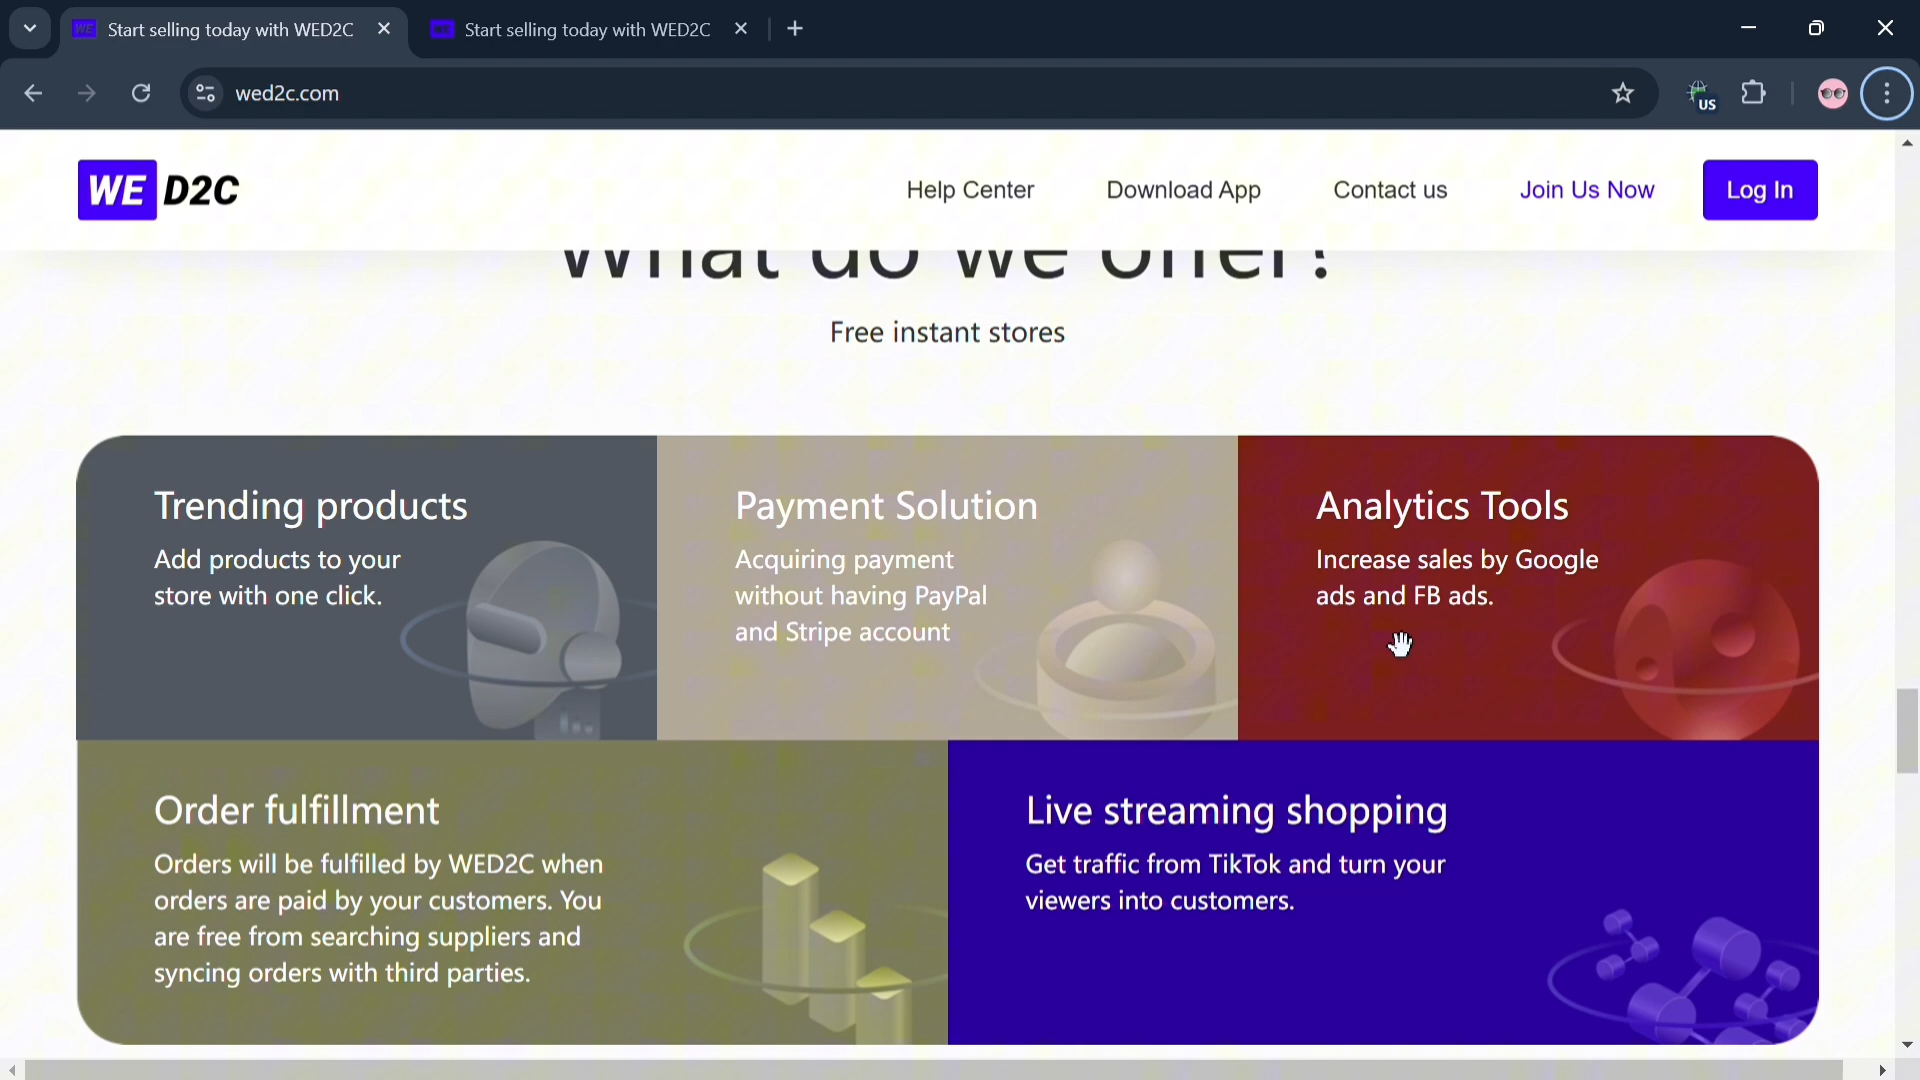 Start selling today with WED2C
Start selling today with WED2C
wed2c.com
US
WE D2C
Help Center
Download App
Contact us
Join Us Now
Log In
What do we offer?
Free instant stores
Trending products
Add products to your
store with one click.
Payment Solution
Acquiring payment
without having PayPal
and Stripe account
Analytics Tools
Increase sales by Google
ads and FB ads.
Order fulfillment
Orders will be fulfilled by WED2C when
orders are paid by your customers. You
are free from searching suppliers and
syncing orders with third parties.
Live streaming shopping
Get traffic from TikTok and turn your
viewers into customers.